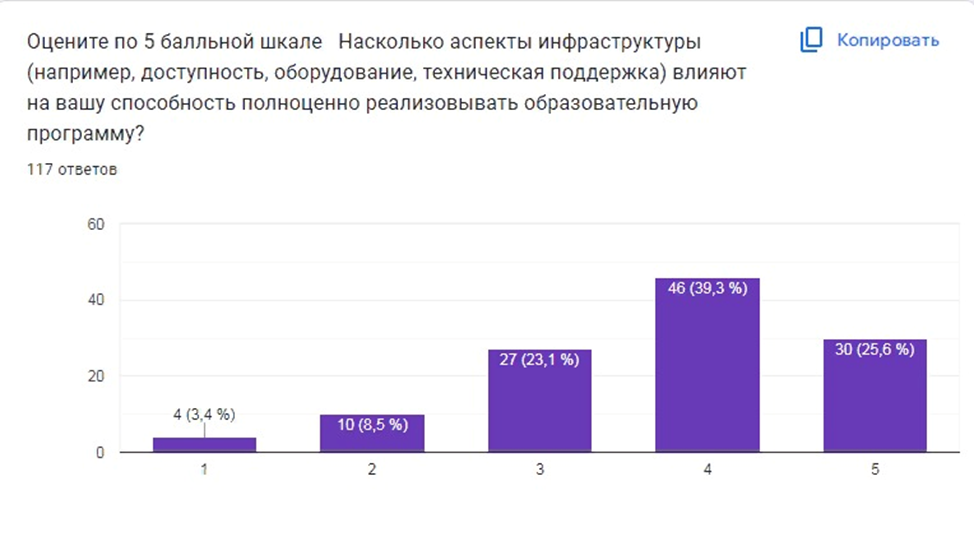 Оцените по 5 балльной шкале Насколько аспекты инфраструктуры
Копировать
(например, доступность, оборудование, техническая поддержка) влияют
на вашу способность полноценно реализовывать образовательную
программу?
117 ответов
60
40
20
0
4 (3,4 %)
10 (8,5 %)
27 (23,1 %)
46 (39,3 %)
30 (25,6 %)
1 2 3 4 5